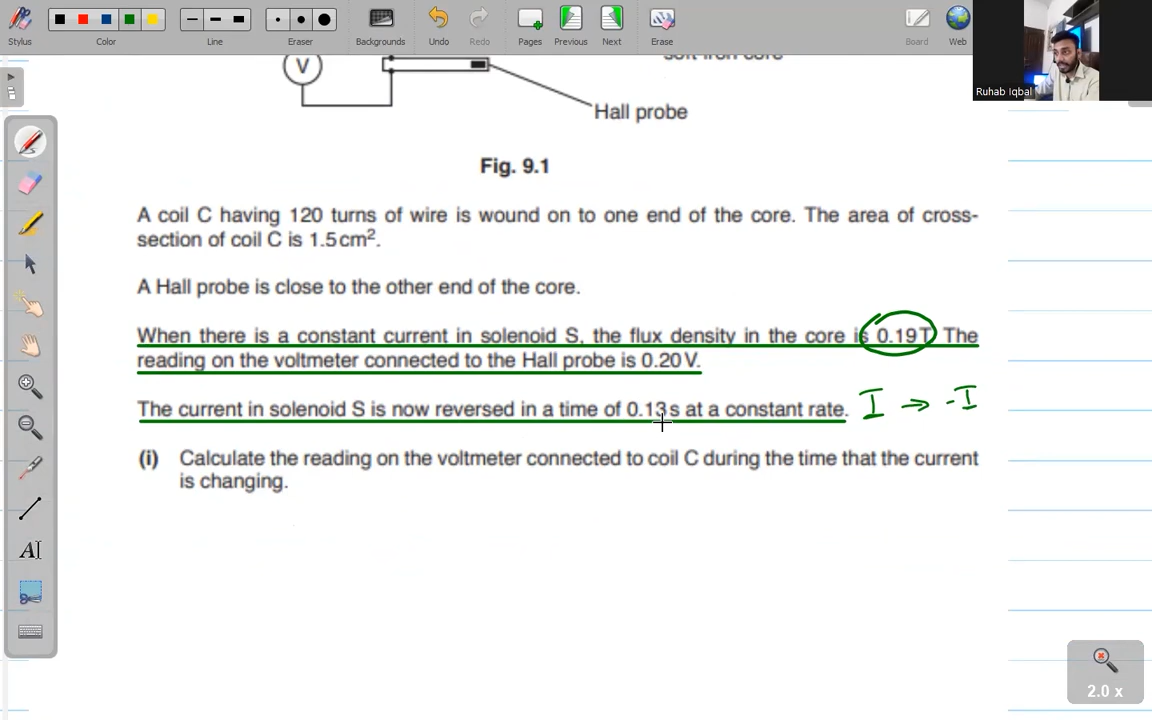 Stylus
Color
Line
Eraser
Backgrounds
Undo
Redo
Pages
Previous
Next
Erase
Board
Web
Ruhab Iqbal
V
soft-iron core
Hall probe
Fig. 9.1
A coil C having 120 turns of wire is wound on to one end of the core. The area of cross-
section of coil C is 1.5 cm².
A Hall probe is close to the other end of the core.
When there is a constant current in solenoid S, the flux density in the core is 0.19 T. The
reading on the voltmeter connected to the Hall probe is 0.20 V.
The current in solenoid S is now reversed in a time of 0.13 s at a constant rate. I → -I
(i) Calculate the reading on the voltmeter connected to coil C during the time that the current
is changing.
AI
2.0 x